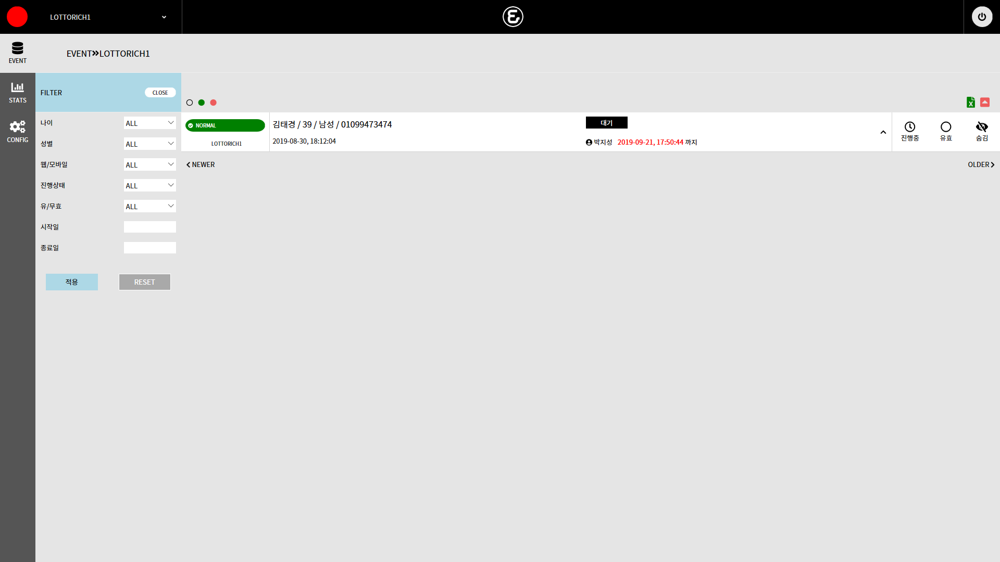 LOTTORICH1
EVENT
EVENT LOTTORICH1
STATS
CONFIG
FILTER
CLOSE
나이 ALL
성별 ALL
웹/모바일 ALL
진행상태 ALL
유/무효 ALL
시작일
종료일
적용 RESET
NORMAL
LOTTORICH1
김태경 / 39 / 남성 / 01099473474
2019-08-30, 18:12:04
대기
박지성 2019-09-21, 17:50:44 까지
진행중 유효 숨김
NEWER OLDER